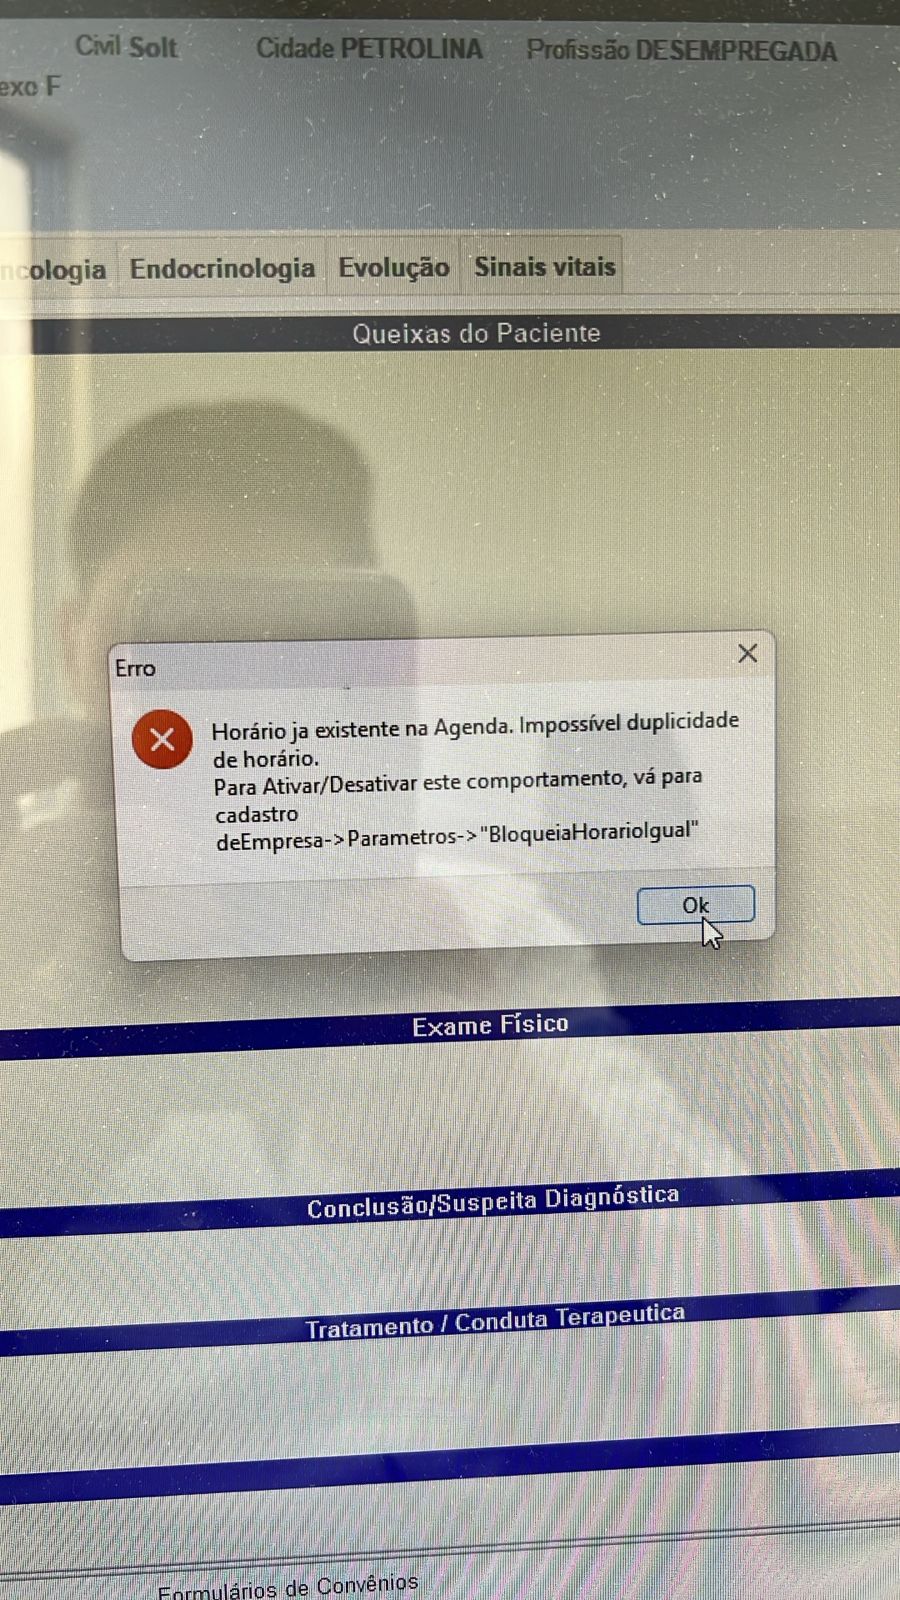 Civil Solt Cidade PETROLINA Profissão DESEMPREGADA
exo F
ncologia Endocrinologia Evolução Sinais vitais
Queixas do Paciente
Erro
Horário ja existente na Agenda. Impossível duplicidade
de horário.
Para Ativar/Desativar este comportamento, vá para
cadastro
deEmpresa->Parametros->"BloqueiaHorarioIgual"
Ok
Exame Físico
Conclusão/Suspeita Diagnóstica
Tratamento / Conduta Terapeutica
Formulários de Convênios